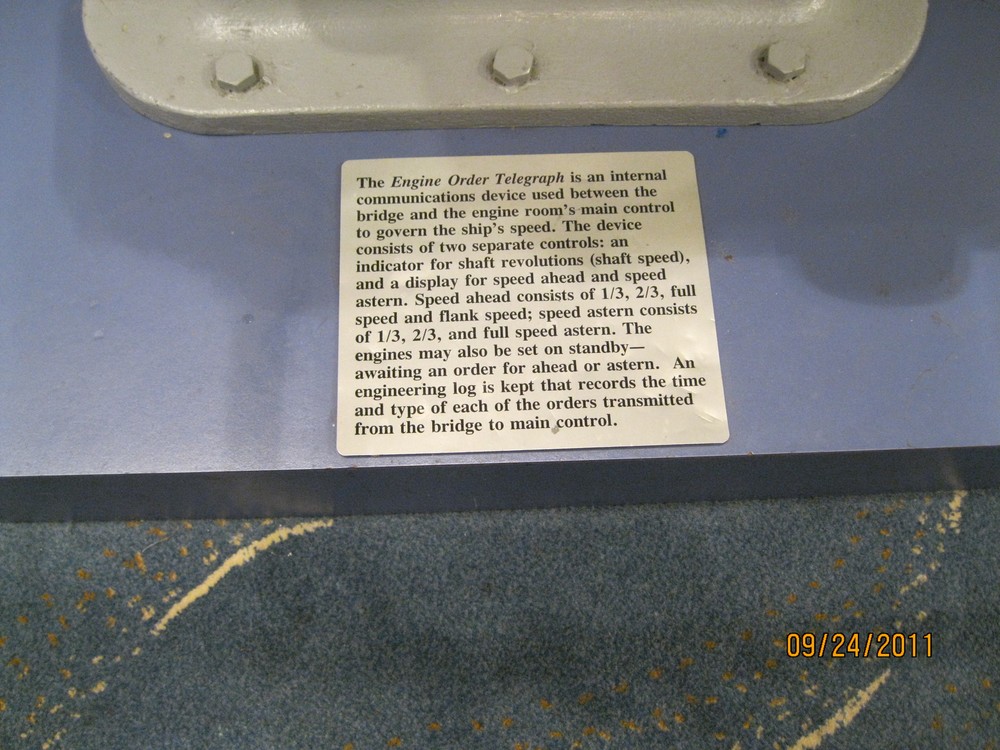 The Engine Order Telegraph is an internal
communications device used between the
bridge and the engine room's main control
to govern the ship's speed. The device
consists of two separate controls: an
indicator for shaft revolutions (shaft speed),
and a display for speed ahead and speed
astern. Speed ahead consists of 1/3, 2/3, full
speed and flank speed; speed astern consists
of 1/3, 2/3, and full speed astern. The
engines may also be set on standby—
awaiting an order for ahead or astern. An
engineering log is kept that records the time
and type of each of the orders transmitted
from the bridge to main control.
09/24/2011